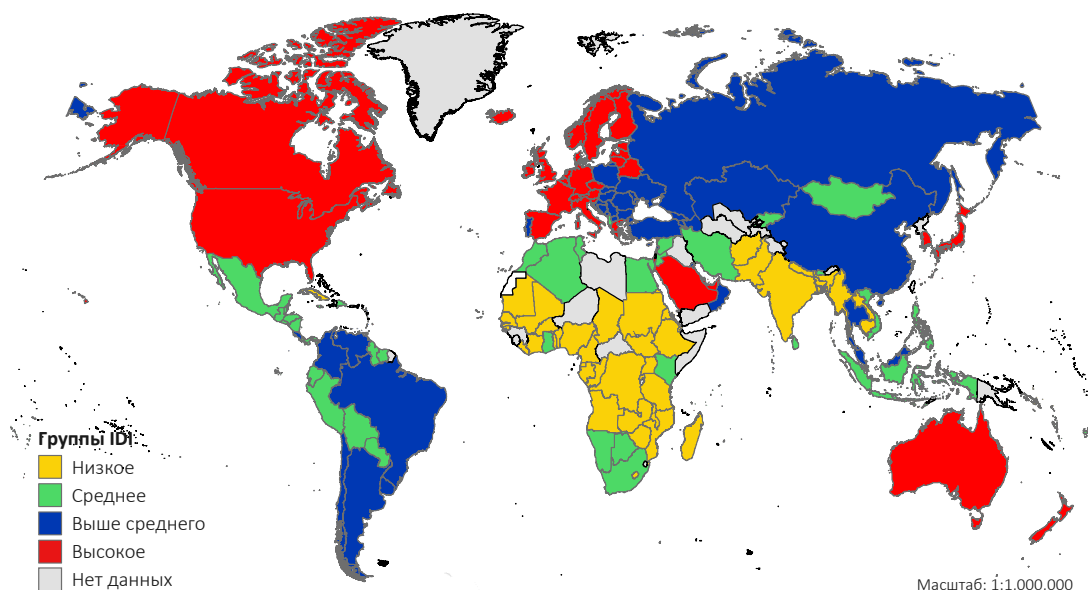 Группы IDI
Низкое
Среднее
Выше среднего
Высокое
Нет данных
Масштаб: 1:1.000.000